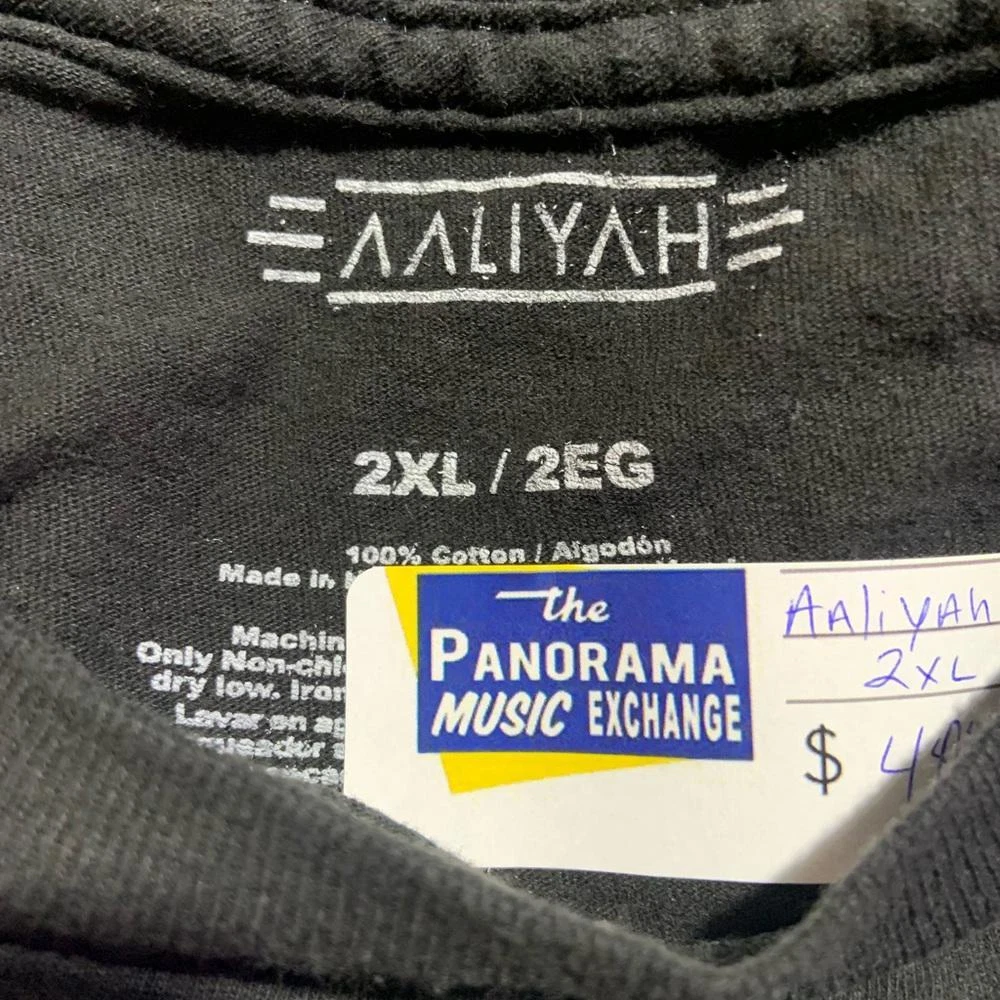 AALIYAH
2XL / 2EG
100% Cotton / Algodón
Made in
Machin
Only Non-chl
dry low. Iron
Lavar en ag
the
PANORAMA
MUSIC EXCHANGE
AAliyAh
2XL
$